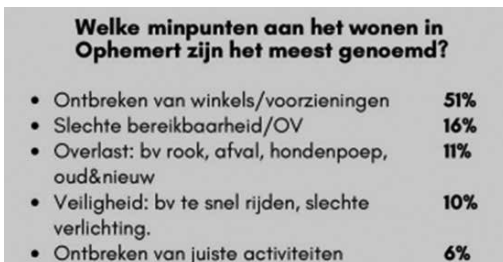 Welke minpunten aan het wonen in
Ophemert zijn het meest genoemd?
• Ontbreken van winkels/voorzieningen 51%
• Slechte bereikbaarheid/OV 16%
• Overlast: bv rook, afval, hondenpoep, 11%
oud&nieuw
• Veiligheid: bv te snel rijden, slechte 10%
verlichting.
• Ontbreken van juiste activiteiten 6%